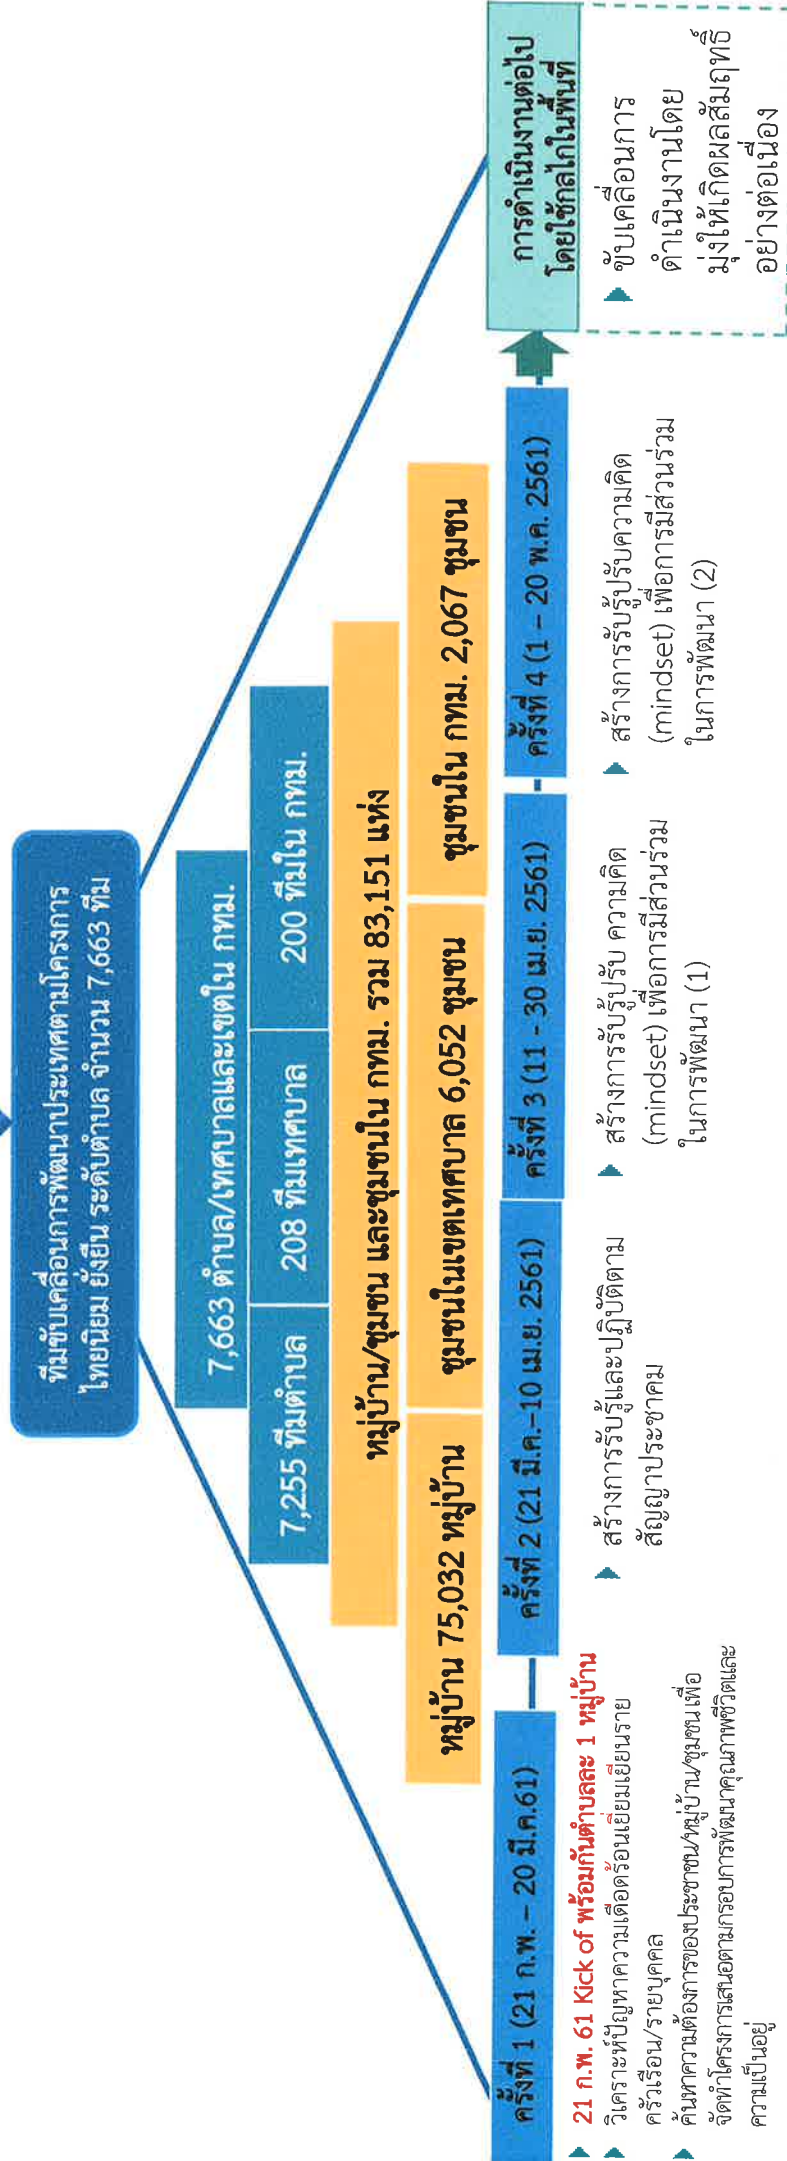 ทีมขับเคลื่อนการพัฒนาประเทศตามโครงการ
ไทยนิยม ยั่งยืน ระดับตำบล จำนวน 7,663 ทีม
7,663 ตำบล/เทศบาลและเขตใน กทม.
7,255 ทีมตำบล
208 ทีมเทศบาล
200 ทีมใน กทม.
หมู่บ้าน/ชุมชน และชุมชนใน กทม. รวม 83,151 แห่ง
หมู่บ้าน 75,032 หมู่บ้าน
ชุมชนในเขตเทศบาล 6,052 ชุมชน
ชุมชนใน กทม. 2,067 ชุมชน
ครั้งที่ 1 (21 ก.พ. – 20 มี.ค.61)
21 ก.พ. 61 Kick of พร้อมกันตำบลละ 1 หมู่บ้าน
วิเคราะห์ปัญหาความเดือดร้อนเยี่ยมเยียนราย
ครัวเรือน/รายบุคคล
ค้นหาความต้องการของประชาชน/หมู่บ้าน/ชุมชน เพื่อ
จัดทำโครงการเสนอตามกรอบการพัฒนาคุณภาพชีวิตและ
ความเป็นอยู่
ครั้งที่ 2 (21 มี.ค.–10 เม.ย. 2561)
สร้างการรับรู้และปฏิบัติตาม
สัญญาประชาคม
ครั้งที่ 3 (11 - 30 เม.ย. 2561)
สร้างการรับรู้ปรับ ความคิด
(mindset) เพื่อการมีส่วนร่วม
ในการพัฒนา (1)
ครั้งที่ 4 (1 – 20 พ.ค. 2561)
สร้างการรับรู้ปรับความคิด
(mindset) เพื่อการมีส่วนร่วม
ในการพัฒนา (2)
การดำเนินงานต่อไป
โดยใช้กลไกในพื้นที่
ขับเคลื่อนการ
ดำเนินงานโดย
มุ่งให้เกิดผลสัมฤทธิ์
อย่างต่อเนื่อง